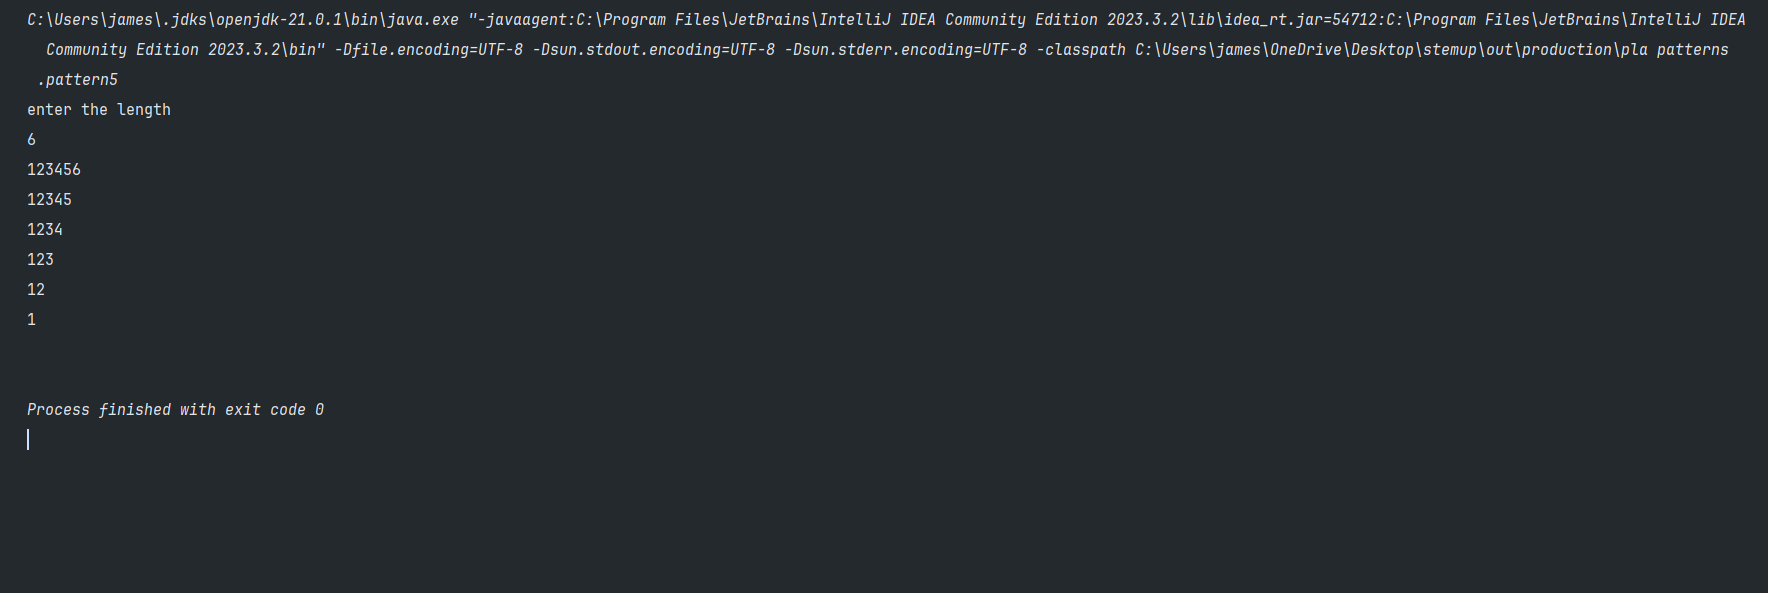 C:\Users\james\.jdks\openjdk-21.0.1\bin\java.exe "-javaagent:C:\Program Files\JetBrains\IntelliJ IDEA Community Edition 2023.3.2\lib\idea_rt.jar=54712:C:\Program Files\JetBrains\IntelliJ IDEA
Community Edition 2023.3.2\bin" -Dfile.encoding=UTF-8 -Dsun.stdout.encoding=UTF-8 -Dsun.stderr.encoding=UTF-8 -classpath C:\Users\james\OneDrive\Desktop\stemup\out\production\pla patterns
.pattern5
enter the length
6
123456
12345
1234
123
12
1
Process finished with exit code 0